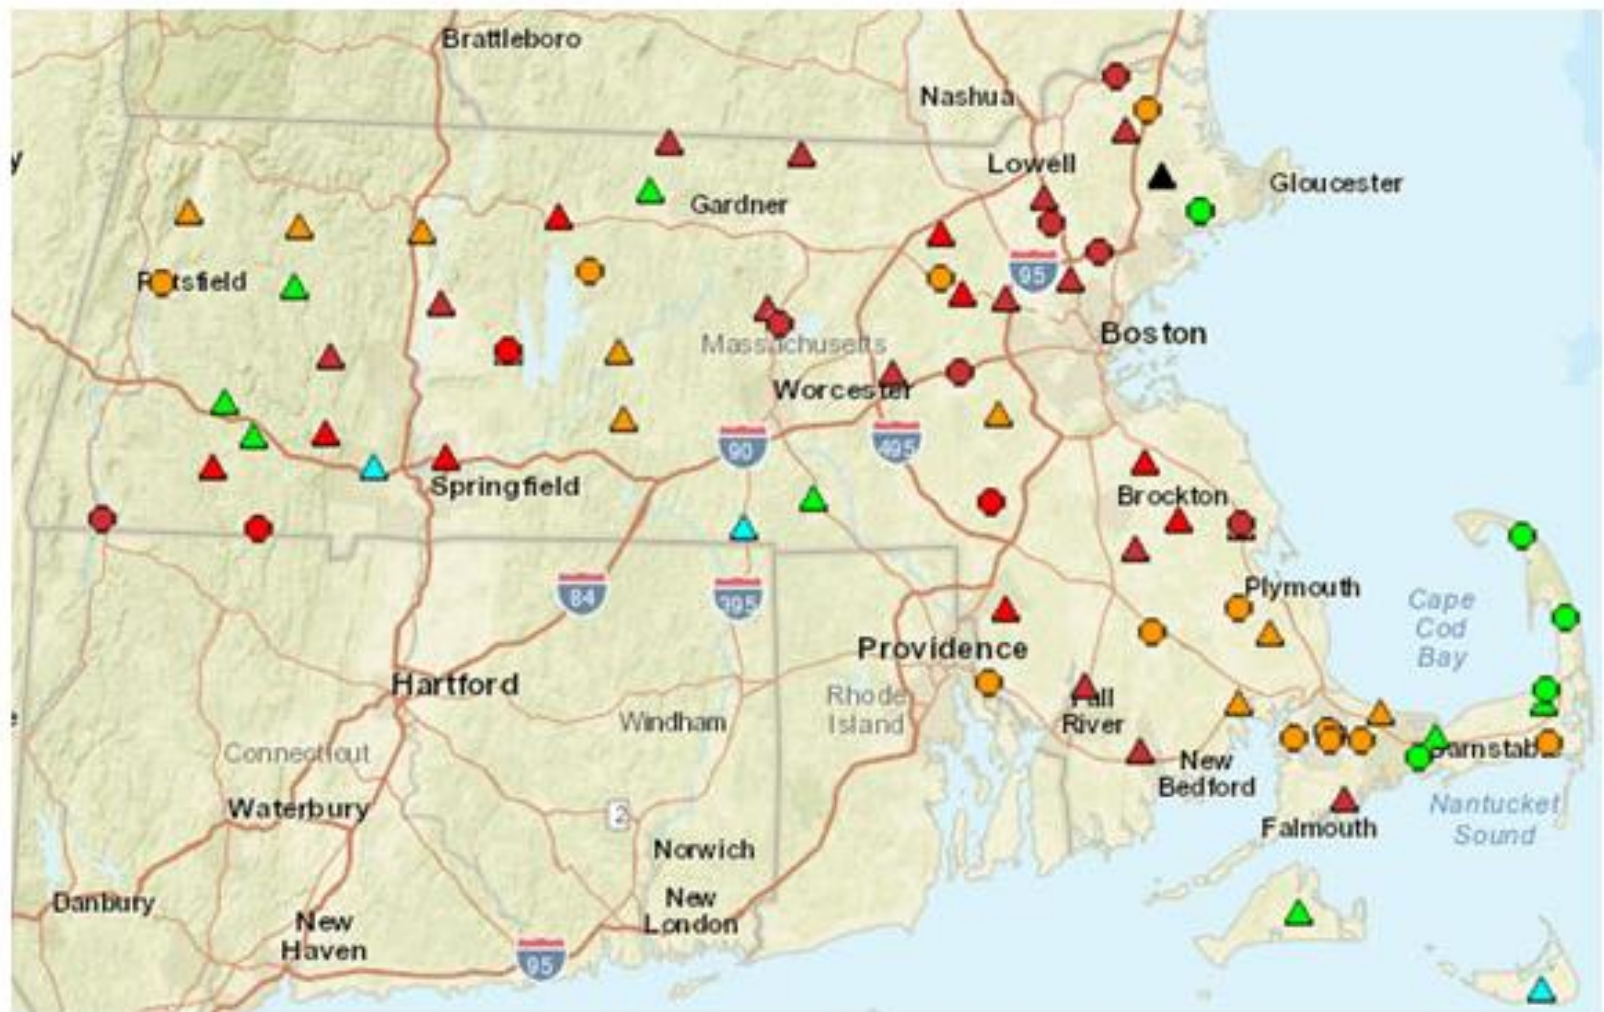 Brattleboro
Nashua
Lowell
Gloucester
y
Gardner
95
Boston
Massachusetts
Worcester
90
495
Springfield
Brockton
84
395
Plymouth
Cape
Cod
Bay
Providence
Hartford
Rhode
Island
Windham
Fall
River
Connecticut
New
Bedford
Waterbury
2
Nantucket
Sound
Falmouth
Norwich
Danbury
New
London
New
Haven
95